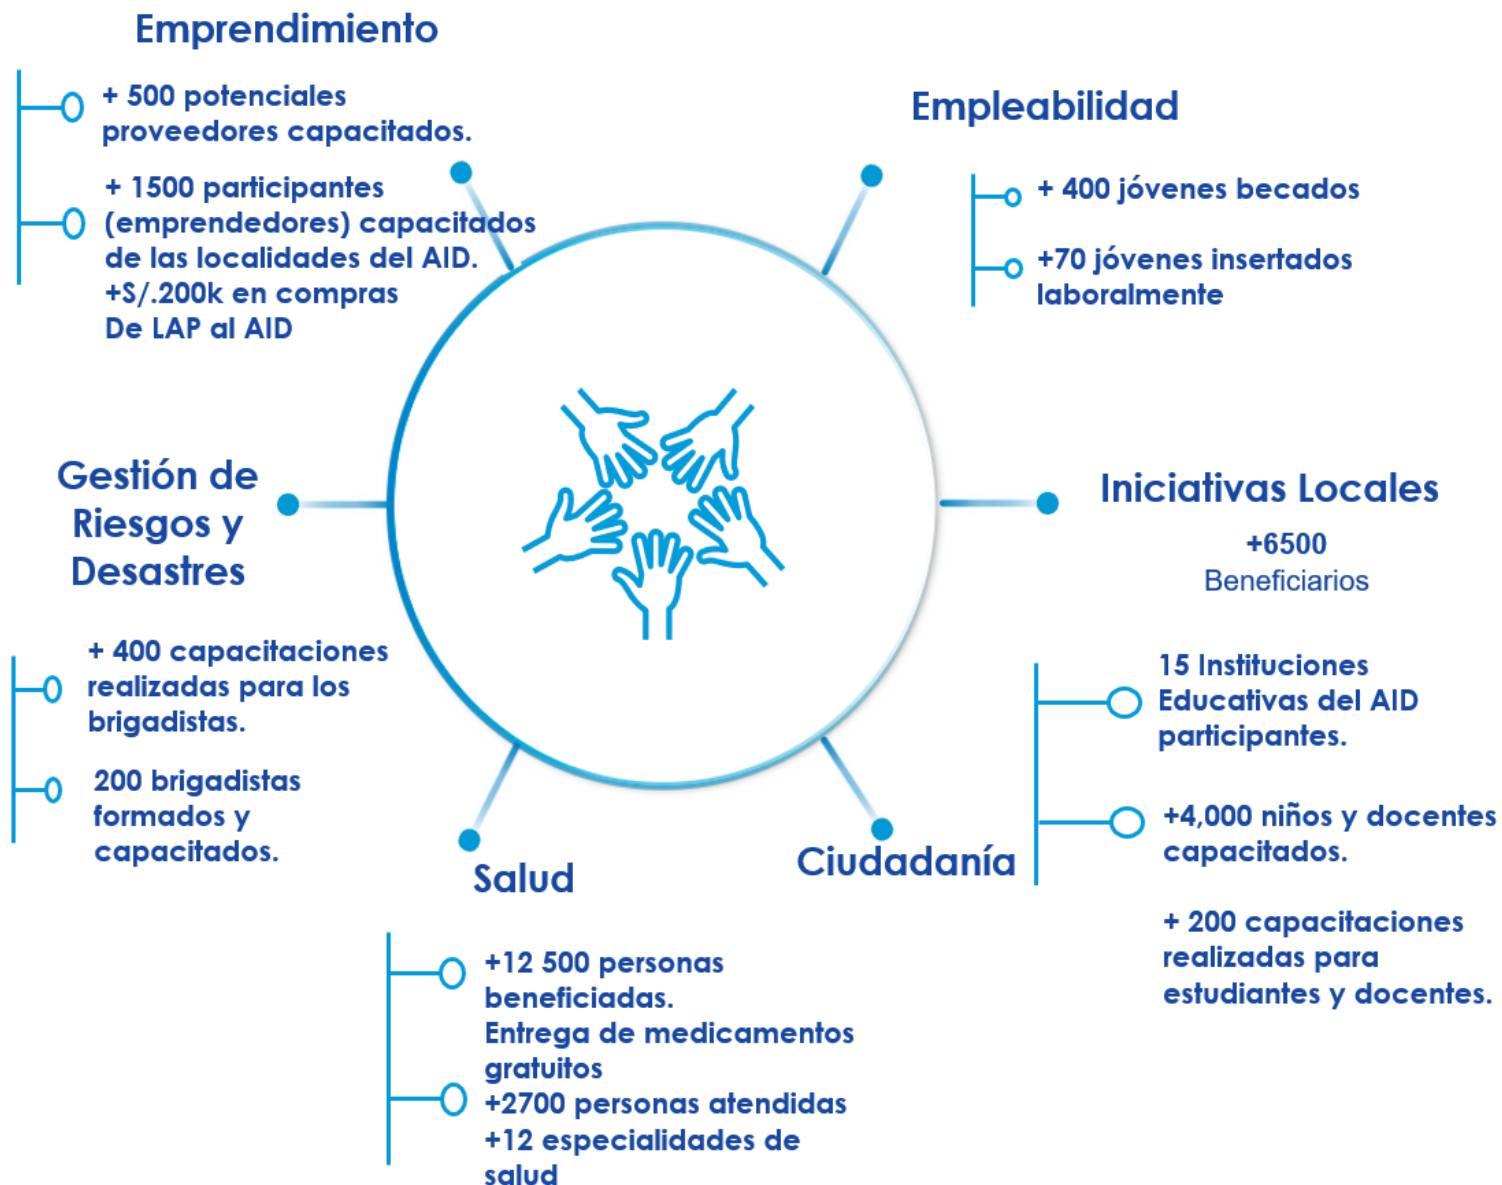 Emprendimiento
+ 500 potenciales
proveedores capacitados.
+ 1500 participantes
(emprendedores) capacitados
de las localidades del AID.
+S/.200k en compras
De LAP al AID
Empleabilidad
+ 400 jóvenes becados
+70 jóvenes insertados
laboralmente
Gestión de
Riesgos y
Desastres
+ 400 capacitaciones
realizadas para los
brigadistas.
200 brigadistas
formados y
capacitados.
Iniciativas Locales
+6500
Beneficiarios
Ciudadanía
15 Instituciones
Educativas del AID
participantes.
+4,000 niños y docentes
capacitados.
+ 200 capacitaciones
realizadas para
estudiantes y docentes.
Salud
+12 500 personas
beneficiadas.
Entrega de medicamentos
gratuitos
+2700 personas atendidas
+12 especialidades de
salud